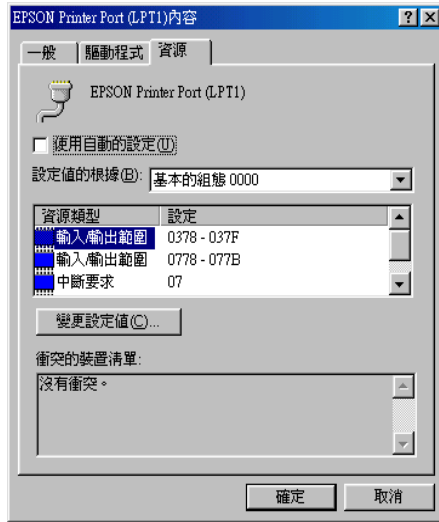 EPSON Printer Port (LPT1)內容
一般 驅動程式 資源
EPSON Printer Port (LPT1)
使用自動的設定(U)
設定值的根據(B): 基本的組態 0000
資源類型 設定
輸入/輸出範圍 0378 - 037F
輸入/輸出範圍 0778 - 077B
中斷要求 07
變更設定值(C)...
衝突的裝置清單:
沒有衝突。
確定 取消